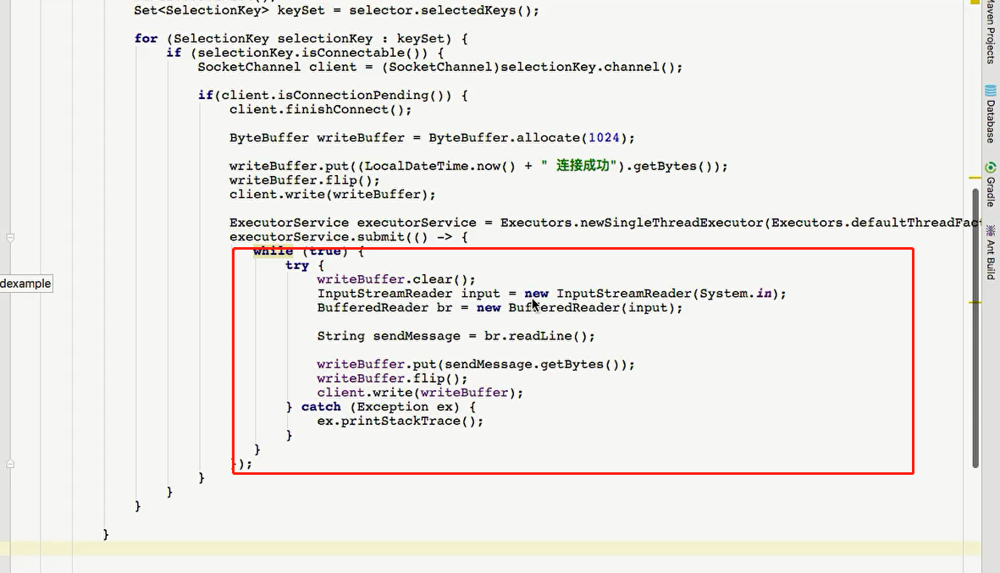 Set<SelectionKey> keySet = selector.selectedKeys();
for (SelectionKey selectionKey : keySet) {
if (selectionKey.isConnectable()) {
SocketChannel client = (SocketChannel)selectionKey.channel();
if(client.isConnectionPending()) {
client.finishConnect();
ByteBuffer writeBuffer = ByteBuffer.allocate(1024);
writeBuffer.put((LocalDateTime.now() + " 连接成功").getBytes());
writeBuffer.flip();
client.write(writeBuffer);
ExecutorService executorService = Executors.newSingleThreadExecutor(Executors.defaultThreadFact
executorService.submit(() -> {
while (true) {
try {
writeBuffer.clear();
InputStreamReader input = new InputStreamReader(System.in);
BufferedReader br = new BufferedReader(input);
String sendMessage = br.readLine();
writeBuffer.put(sendMessage.getBytes());
writeBuffer.flip();
client.write(writeBuffer);
} catch (Exception ex) {
ex.printStackTrace();
}
}
});
}
}
}
}
dexample
Maven Projects
Database
Gradle
Ant Build